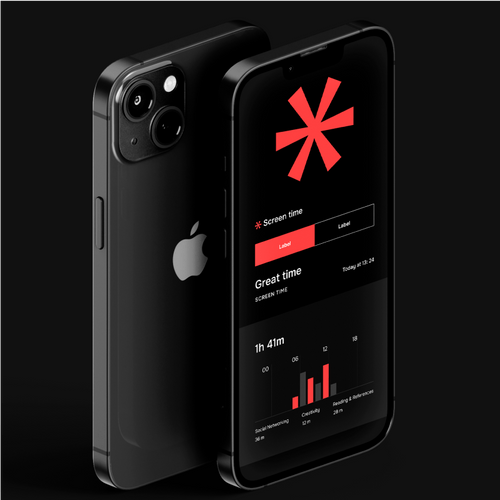 Screen time
Label Label
Great time Today at 13: 24
SCREEN TIME
1h 41m
00 06 12 18
Social Networking Creativity Reading & References
36 m 12 m 28 m